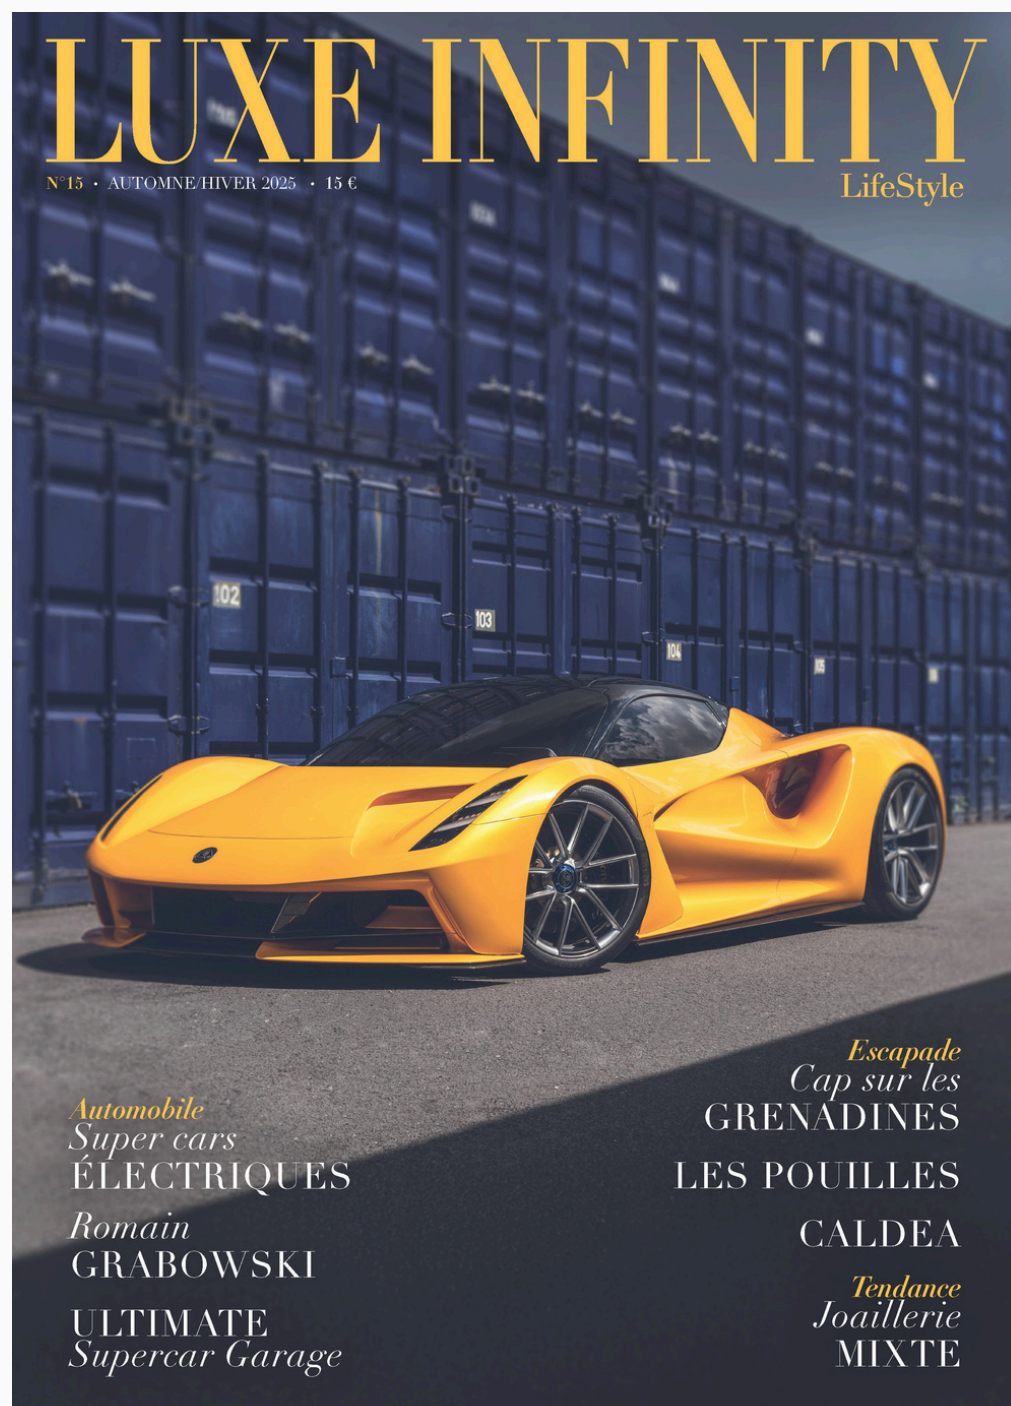 LUXE INFINITY
N°15 · AUTOMNE/HIVER 2025 · 15 €
LifeStyle
102
103
104
105
Automobile
Super cars
ÉLECTRIQUES
Romain
GRABOWSKI
ULTIMATE
Supercar Garage
Escapade
Cap sur les
GRENADINES
LES POUILLES
CALDEA
Tendance
Joaillerie
MIXTE